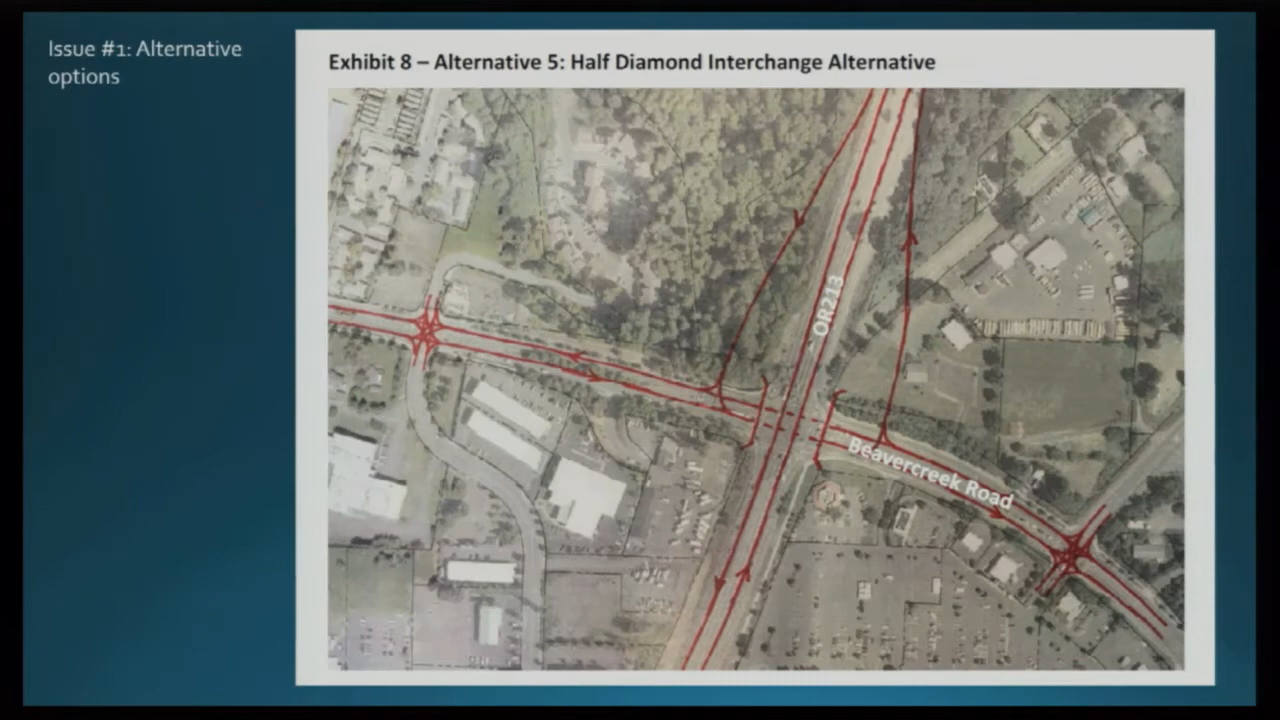 Issue #1: Alternative
options
Exhibit 8 – Alternative 5: Half Diamond Interchange Alternative
OR213
Beavercreek Road